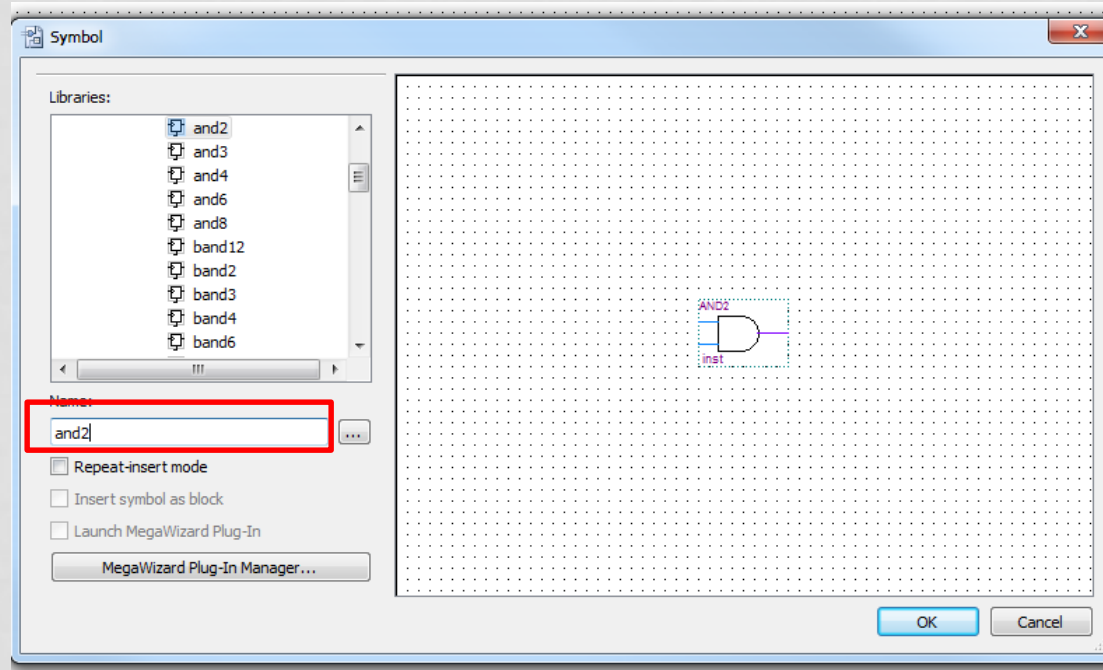 Symbol
Libraries:
and2
and3
and4
and6
and8
band12
band2
band3
band4
band6
Name:
and2
...
Repeat-insert mode
Insert symbol as block
Launch MegaWizard Plug-In
MegaWizard Plug-In Manager...
AND2
inst
OK
Cancel